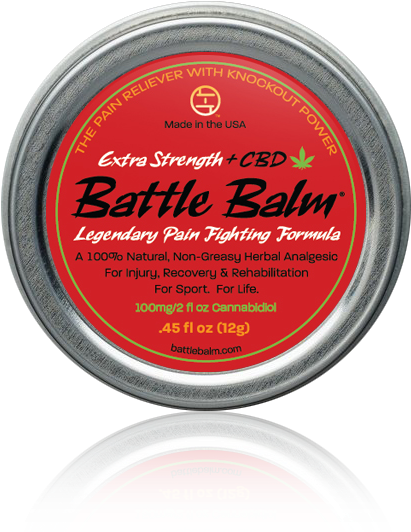 THE PAIN RELIEVER WITH KNOCKOUT POWER
Made in the USA
Extra Strength + CBD
Battle Balm®
Legendary Pain Fighting Formula
A 100% Natural, Non-Greasy Herbal Analgesic
For Injury, Recovery & Rehabilitation
For Sport. For Life.
100mg/2 fl oz Cannabidiol
.45 fl oz (12g)
battlebalm.com